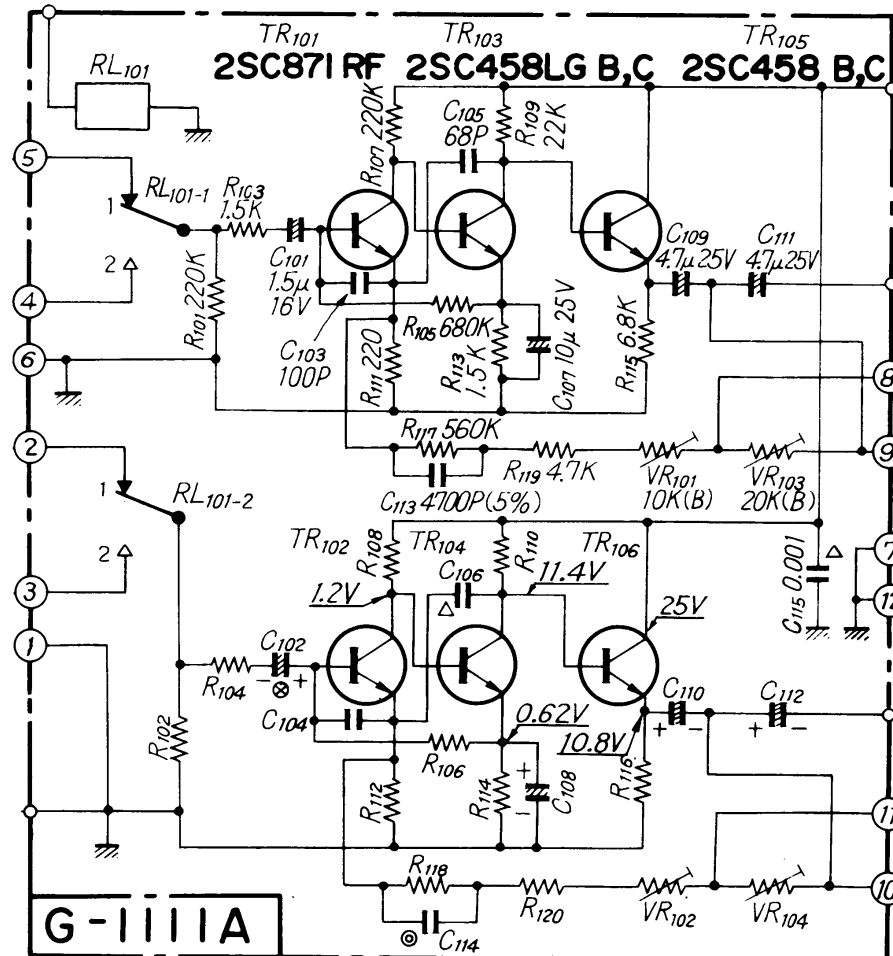 TR101 TR103 TR105
2SC871 RF 2SC458LG B,C 2SC458 B,C
RL101
R107 220K
C105
68P
R109
22K
5
RL101-1
1
2
R103
1.5K
C101
1.5μ
16V
C109
4.7μ25V
C111
4.7μ25V
4
R101 220K
R105 680K
C103
100P
R111 220
R113
1.5K
C107 10μ 25V
R115 6.8K
6
8
2
R117 560K
R119 4.7K
VR101
10K(B)
VR103
20K(B)
9
1
RL101-2
C113 4700P(5%)
2
TR102
R108
TR104
R110
TR106
C115 0.001
7
12
3
1.2V
C106
11.4V
25V
1
C102
- +
R104
C104
R102
R106
0.62V
10.8V
C110
+ -
C112
+ -
R112
R114
+
-
C108
R116
11
R118
C114
R120
VR102
VR104
10
G-1111A